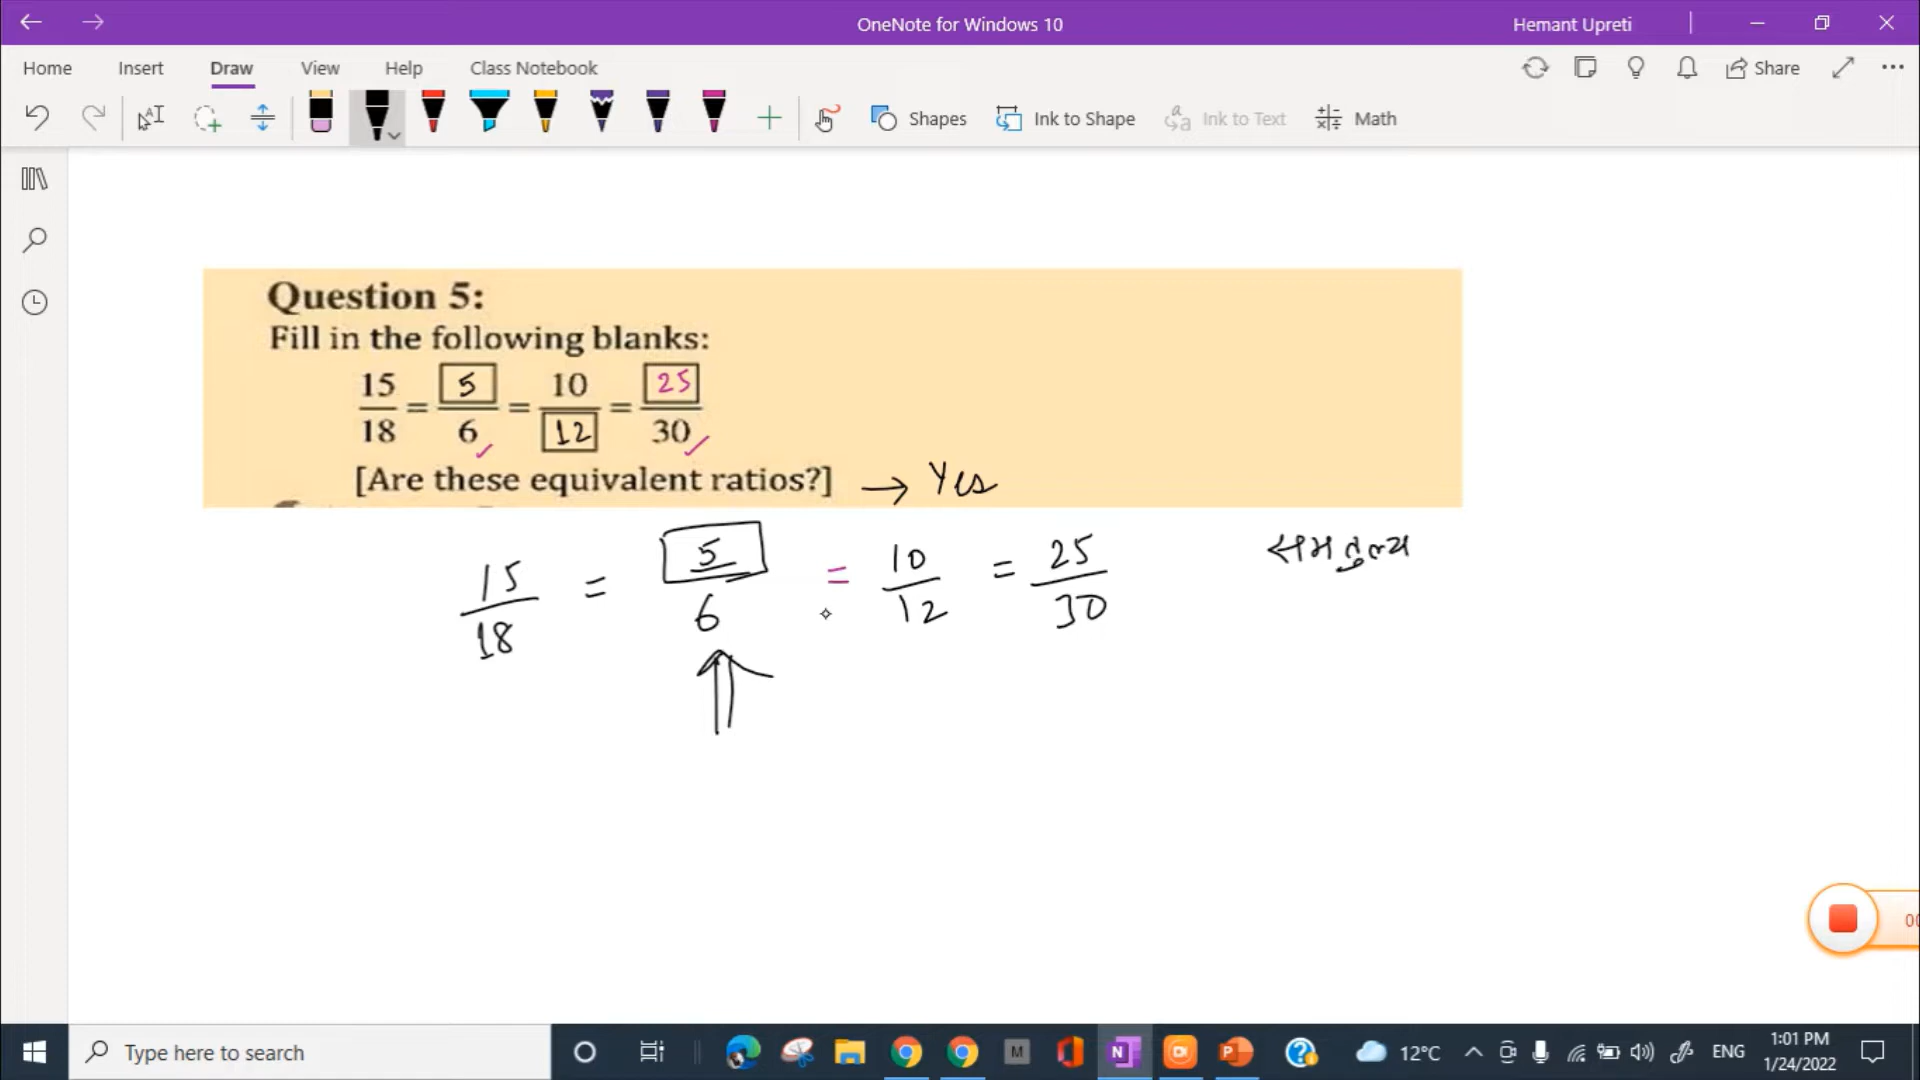 OneNote for Windows 10
Hemant Upreti
Home Insert Draw View Help Class Notebook Share
Shapes Ink to Shape Ink to Text Math
Question 5:
Fill in the following blanks:
15/18 = 5/6 = 10/12 = 25/30
[Are these equivalent ratios?] → Yes
15/18 = 5/6 = 10/12 = 25/30
समतुल्य
00
Type here to search
M
N
P
12°C
ENG
1:01 PM
1/24/2022